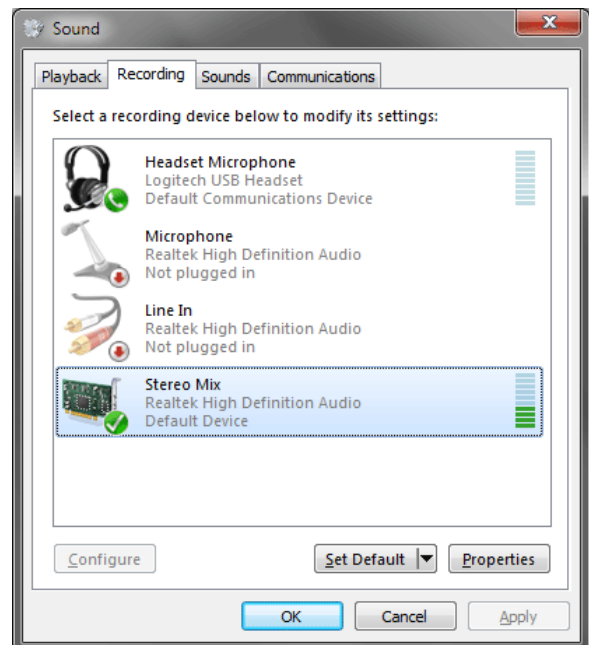 Sound
Playback Recording Sounds Communications
Select a recording device below to modify its settings:
Headset Microphone
Logitech USB Headset
Default Communications Device
Microphone
Realtek High Definition Audio
Not plugged in
Line In
Realtek High Definition Audio
Not plugged in
Stereo Mix
Realtek High Definition Audio
Default Device
Configure Set Default Properties
OK Cancel Apply